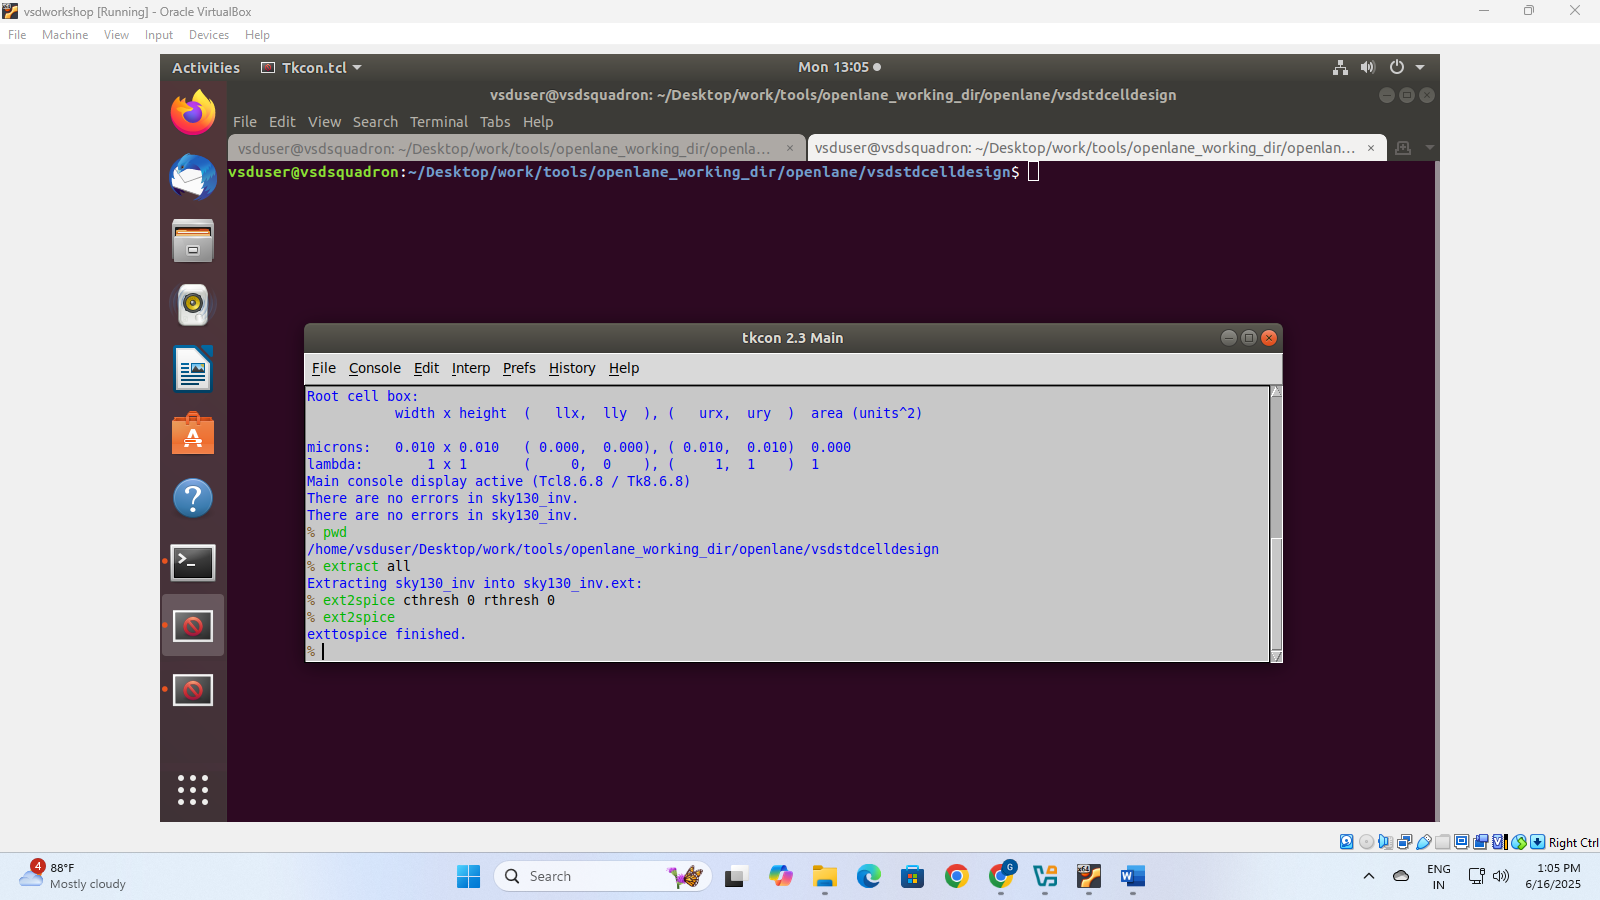 vsdworkshop [Running] - Oracle VirtualBox
File Machine View Input Devices Help
Activities Tkcon.tcl Mon 13:05
vsduser@vsdsquadron: ~/Desktop/work/tools/openlane_working_dir/openlane/vsdstdcelldesign
File Edit View Search Terminal Tabs Help
vsduser@vsdsquadron: ~/Desktop/work/tools/openlane_working_dir/openla... × vsduser@vsdsquadron: ~/Desktop/work/tools/openlane_working_dir/openlan... ×
vsduser@vsdsquadron:~/Desktop/work/tools/openlane_working_dir/openlane/vsdstdcelldesign$
tkcon 2.3 Main
File Console Edit Interp Prefs History Help
Root cell box:
width x height ( llx, lly ), ( urx, ury ) area (units^2)
microns: 0.010 x 0.010 ( 0.000, 0.000), ( 0.010, 0.010) 0.000
lambda: 1 x 1 ( 0, 0 ), ( 1, 1 ) 1
Main console display active (Tcl8.6.8 / Tk8.6.8)
There are no errors in sky130_inv.
There are no errors in sky130_inv.
% pwd
/home/vsduser/Desktop/work/tools/openlane_working_dir/openlane/vsdstdcelldesign
% extract all
Extracting sky130_inv into sky130_inv.ext:
% ext2spice cthresh 0 rthresh 0
% ext2spice
exttospice finished.
%
Right Ctrl
4 88°F
Mostly cloudy
Search
G
ENG
IN
1:05 PM
6/16/2025